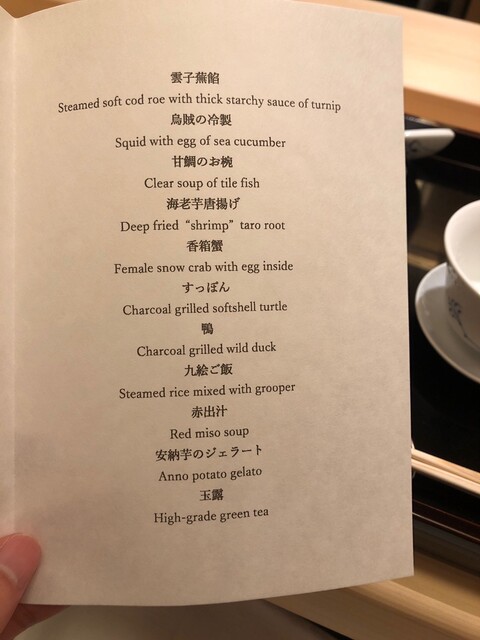 雲子蕪餡
Steamed soft cod roe with thick starchy sauce of turnip
烏賊の冷製
Squid with egg of sea cucumber
甘鯛のお椀
Clear soup of tile fish
海老芋唐揚げ
Deep fried “shrimp” taro root
香箱蟹
Female snow crab with egg inside
すっぽん
Charcoal grilled softshell turtle
鴨
Charcoal grilled wild duck
九絵ご飯
Steamed rice mixed with grooper
赤出汁
Red miso soup
安納芋のジェラート
Anno potato gelato
玉露
High-grade green tea